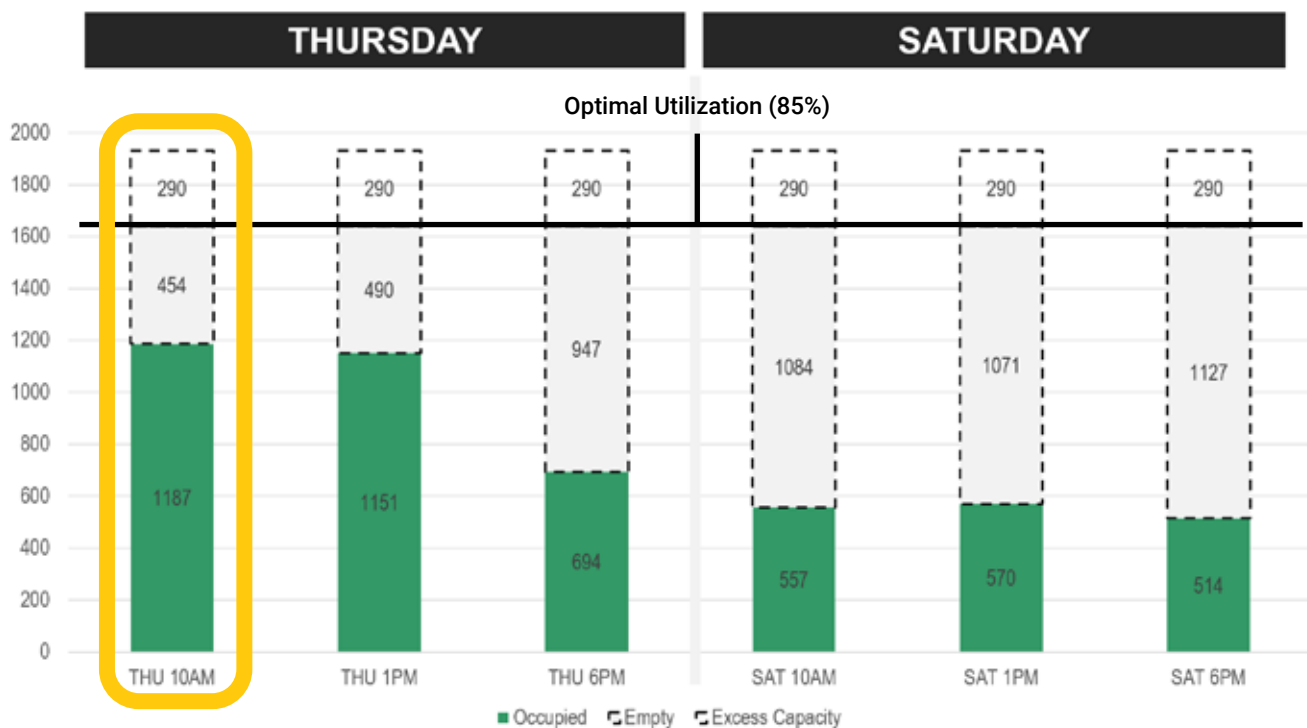 THURSDAY SATURDAY
Optimal Utilization (85%)
2000
1800 290 290 290 290 290 290
1600
1400 454 490
1200
1000 947 1084 1071 1127
800
600 1187 1151
400 694 557 570 514
200
0
THU 10AM THU 1PM THU 6PM SAT 10AM SAT 1PM SAT 6PM
Occupied Empty Excess Capacity